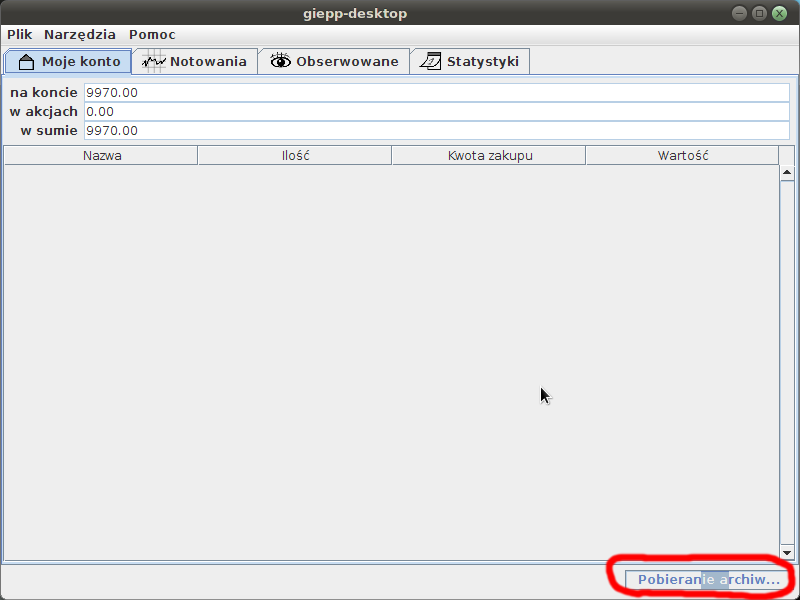 giepp-desktop
Plik Narzędzia Pomoc
Moje konto Notowania Obserwowane Statystyki
na koncie 9970.00
w akcjach 0.00
w sumie 9970.00
Nazwa Ilość Kwota zakupu Wartość
Pobieranie archiw...